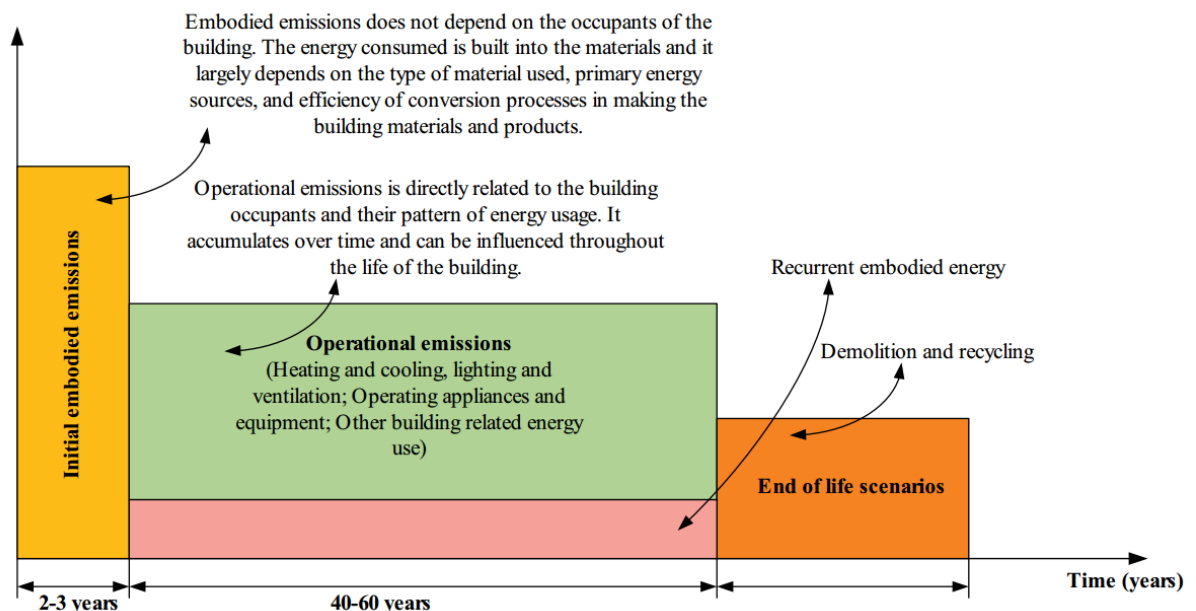 Embodied emissions does not depend on the occupants of the
building. The energy consumed is built into the materials and it
largely depends on the type of material used, primary energy
sources, and efficiency of conversion processes in making the
building materials and products.
Operational emissions is directly related to the building
occupants and their pattern of energy usage. It
accumulates over time and can be influenced throughout
the life of the building.
Recurrent embodied energy
Demolition and recycling
Initial embodied emissions
Operational emissions
(Heating and cooling, lighting and
ventilation; Operating appliances and
equipment; Other building related energy
use)
End of life scenarios
Time (years)
2-3 years
40-60 years